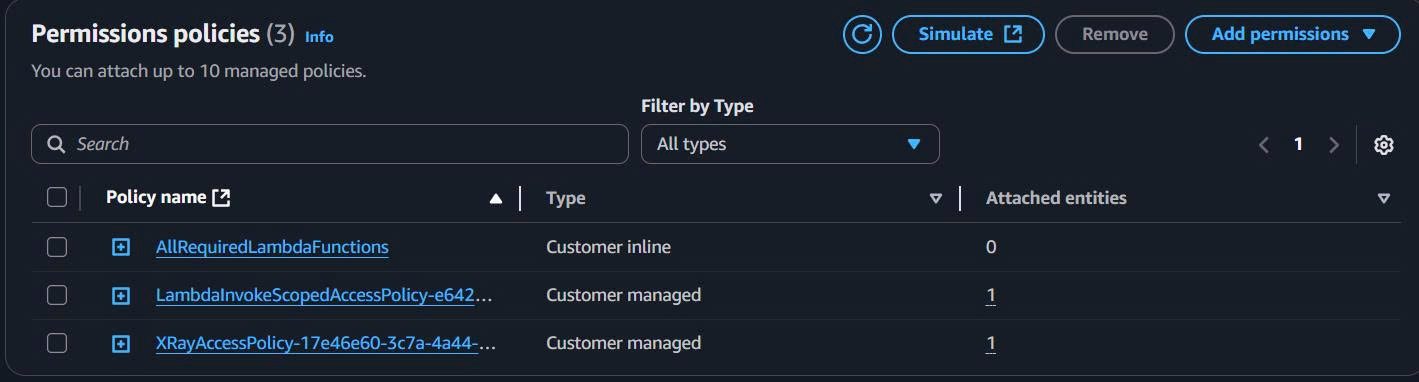 Permissions policies (3) Info
Simulate
Remove
Add permissions
You can attach up to 10 managed policies.
Filter by Type
Search
All types
1
Policy name
Type
Attached entities
AllRequiredLambdaFunctions
Customer inline
0
LambdaInvokeScopedAccessPolicy-e642...
Customer managed
1
XRayAccessPolicy-17e46e60-3c7a-4a44-...
Customer managed
1